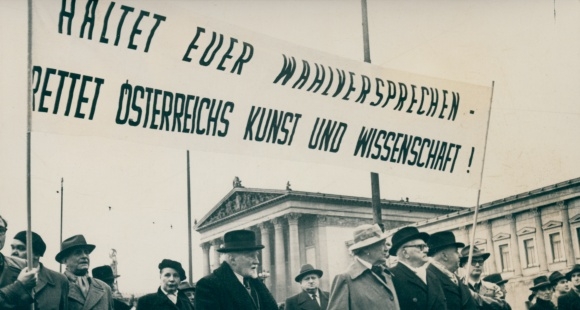 HALTET EUER WAHLVERSPRECHEN -
RETTET ÖSTERREICHS KUNST UND WISSENSCHAFT!